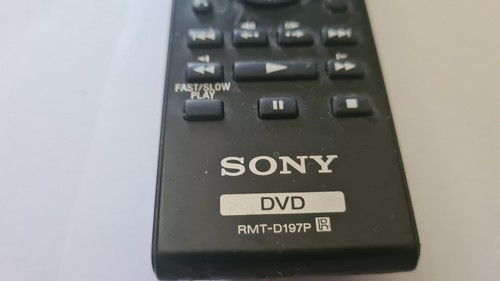 FAST/SLOW
PLAY
SONY
DVD
RMT-D197P